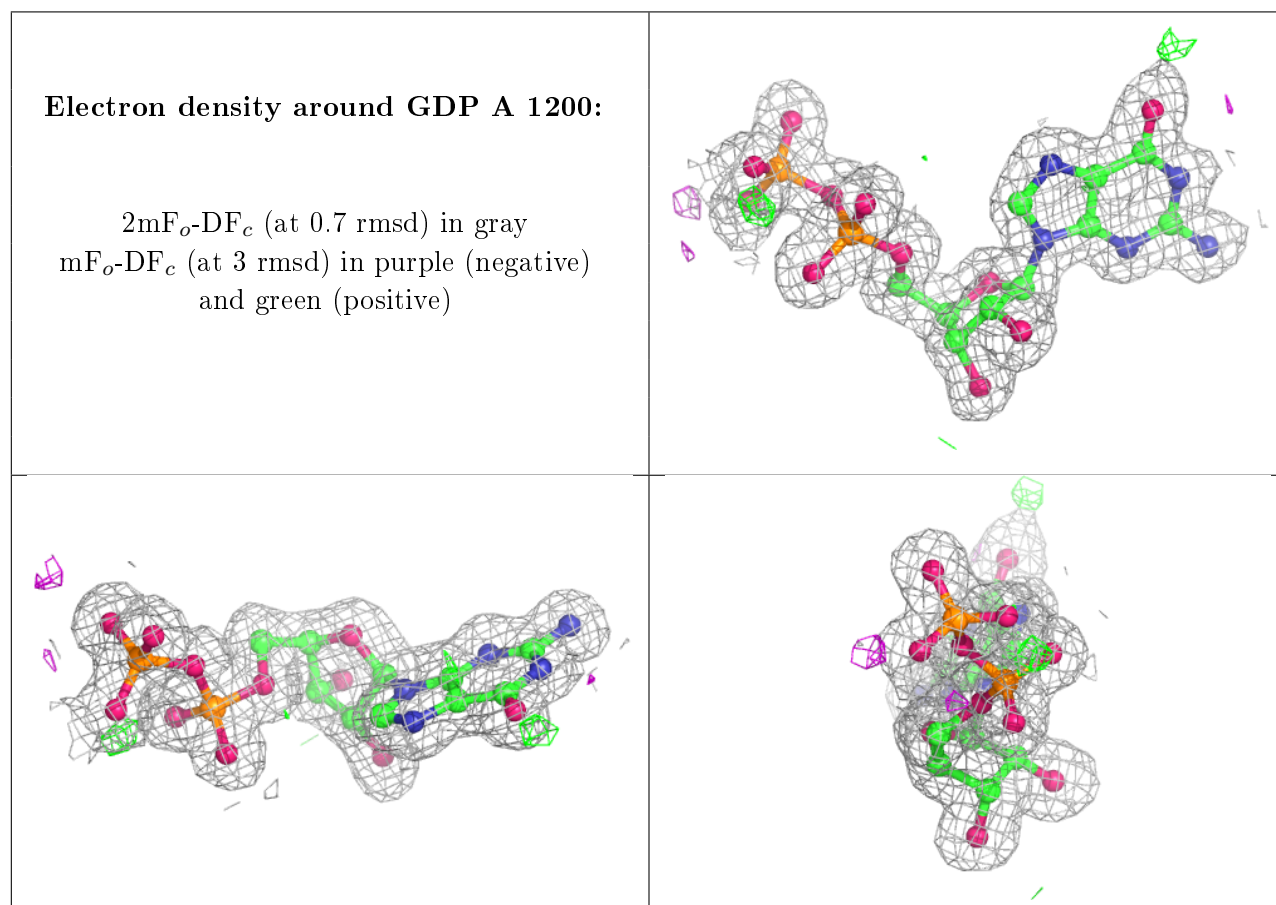 Electron density around GDP A 1200:
2mFo-DFc (at 0.7 rmsd) in gray
mFo-DFc (at 3 rmsd) in purple (negative)
and green (positive)